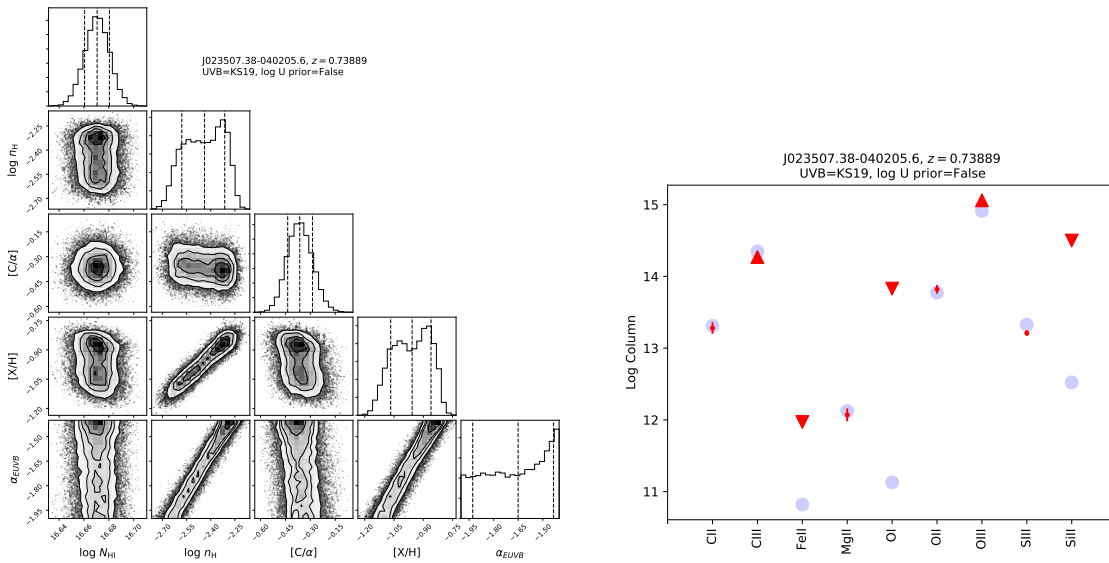 J023507.38-040205.6, z = 0.73889
UVB=KS19, log U prior=False
log n_H
−2.25
−2.40
−2.55
−2.70
[C/α]
−0.15
−0.30
−0.45
−0.60
[X/H]
−0.75
−0.90
−1.05
−1.20
α_EUVB
−1.50
−1.65
−1.80
−1.95
16.64
16.66
16.68
16.70
log N_HI
−2.70
−2.55
−2.40
−2.25
log n_H
−0.60
−0.45
−0.30
−0.15
[C/α]
−1.20
−1.05
−0.90
−0.75
[X/H]
−1.95
−1.80
−1.65
−1.50
α_EUVB
J023507.38-040205.6, z = 0.73889
UVB=KS19, log U prior=False
Log Column
15
14
13
12
11
CII
CIII
FeII
MgII
OI
OII
OIII
SIII
SiII